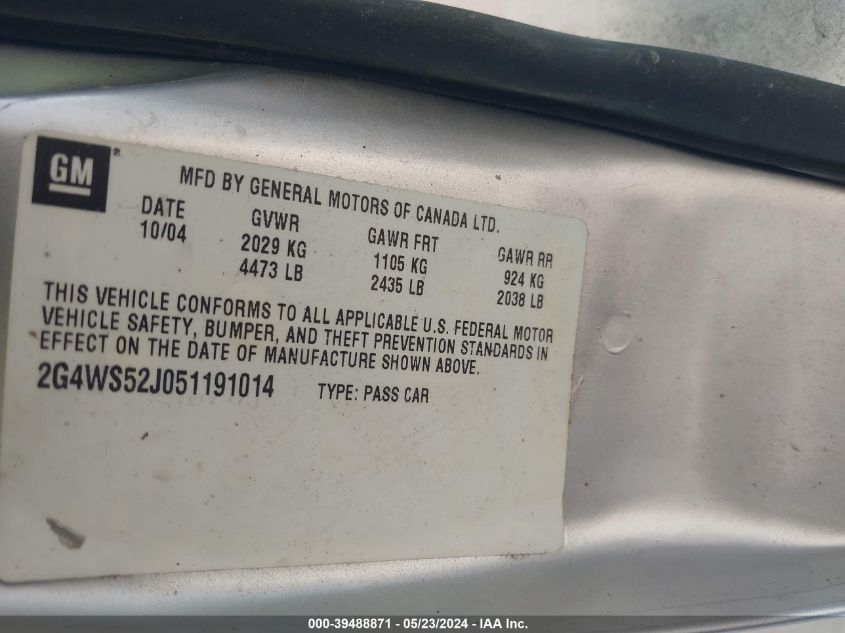 GM ®
MFD BY GENERAL MOTORS OF CANADA LTD.
DATE GVWR GAWR FRT GAWR RR
10/04 2029 KG 1105 KG 924 KG
4473 LB 2435 LB 2038 LB
THIS VEHICLE CONFORMS TO ALL APPLICABLE U.S. FEDERAL MOTOR
VEHICLE SAFETY, BUMPER, AND THEFT PREVENTION STANDARDS IN
EFFECT ON THE DATE OF MANUFACTURE SHOWN ABOVE.
2G4WS52J051191014 TYPE: PASS CAR
000-39488871 - 05/23/2024 - IAA Inc.